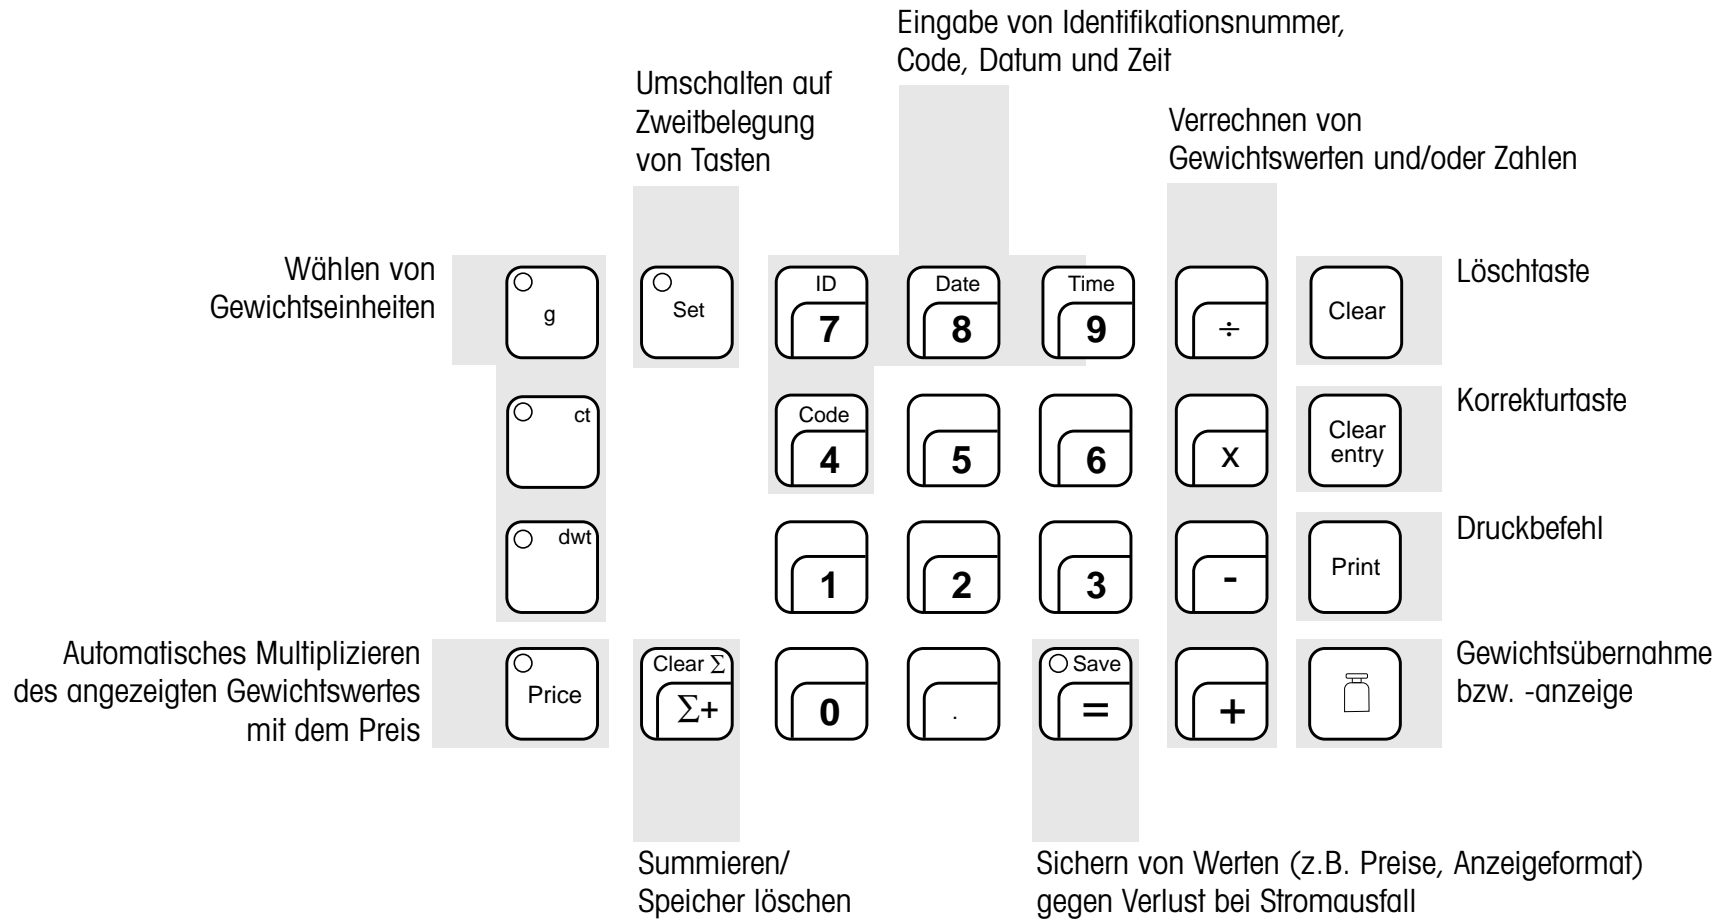 Eingabe von Identifikationsnummer,
Code, Datum und Zeit
Umschalten auf
Zweitbelegung
von Tasten
Verrechnen von
Gewichtswerten und/oder Zahlen
Wählen von
Gewichtseinheiten
g
Set
ID
7
Date
8
Time
9
÷
Clear
Löschtaste
ct
Code
4
5
6
X
Clear
entry
Korrekturtaste
dwt
1
2
3
-
Print
Druckbefehl
Automatisches Multiplizieren
des angezeigten Gewichtswertes
mit dem Preis
Price
Clear Σ
Σ+
0
.
Save
=
+
Gewichtsübernahme
bzw. -anzeige
Summieren/
Speicher löschen
Sichern von Werten (z.B. Preise, Anzeigeformat)
gegen Verlust bei Stromausfall